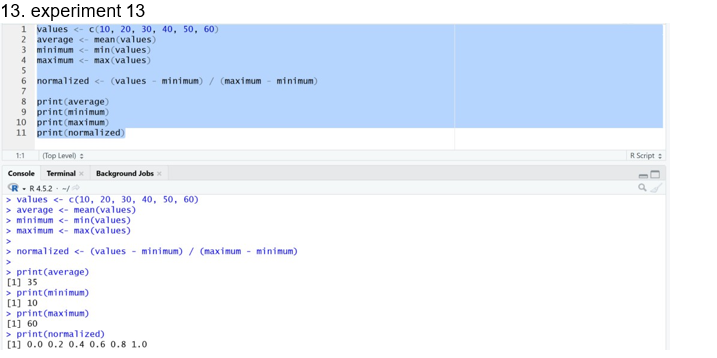 13. experiment 13
1 values <- c(10, 20, 30, 40, 50, 60)
2 average <- mean(values)
3 minimum <- min(values)
4 maximum <- max(values)
5
6 normalized <- (values - minimum) / (maximum - minimum)
7
8 print(average)
9 print(minimum)
10 print(maximum)
11 print(normalized)
1:1 (Top Level) R Script
Console Terminal × Background Jobs ×
R • R 4.5.2 · ~/
> values <- c(10, 20, 30, 40, 50, 60)
> average <- mean(values)
> minimum <- min(values)
> maximum <- max(values)
>
> normalized <- (values - minimum) / (maximum - minimum)
>
> print(average)
[1] 35
> print(minimum)
[1] 10
> print(maximum)
[1] 60
> print(normalized)
[1] 0.0 0.2 0.4 0.6 0.8 1.0